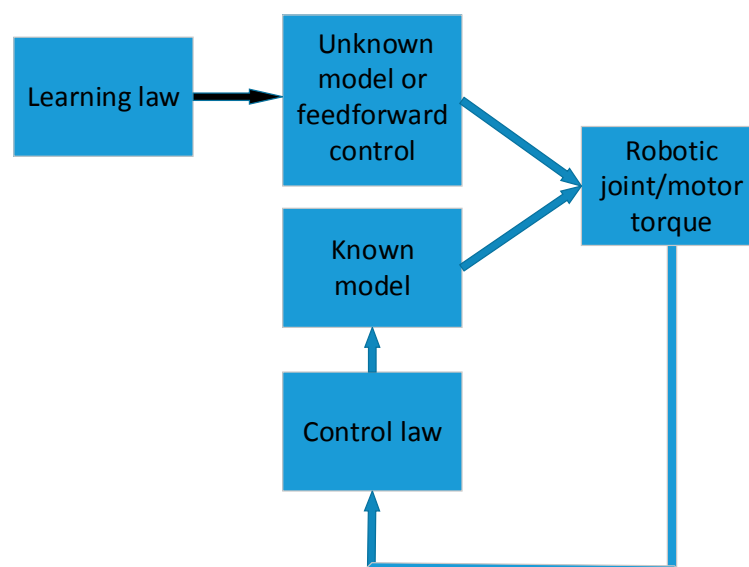 Learning law
Unknown
model or
feedforward
control
Robotic
joint/motor
torque
Known
model
Control law